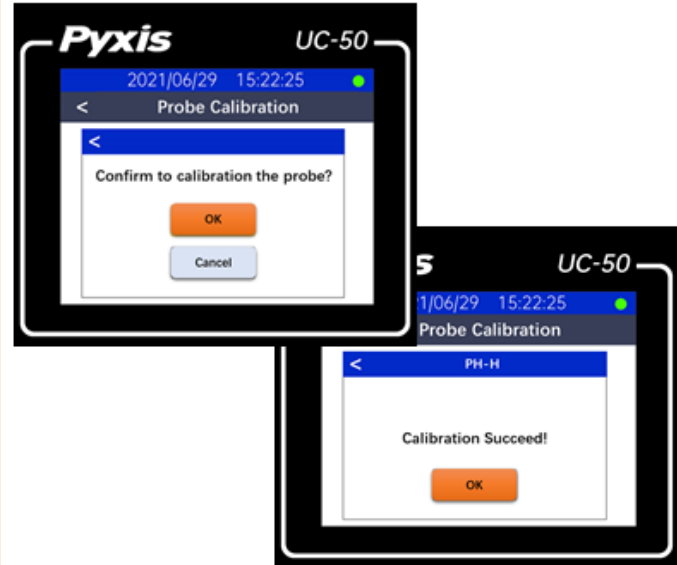 Pyxis UC-50
2021/06/29 15:22:25
< Probe Calibration
<
Confirm to calibration the probe?
OK
Cancel
s UC-50
1/06/29 15:22:25
Probe Calibration
< PH-H
Calibration Succeed!
OK